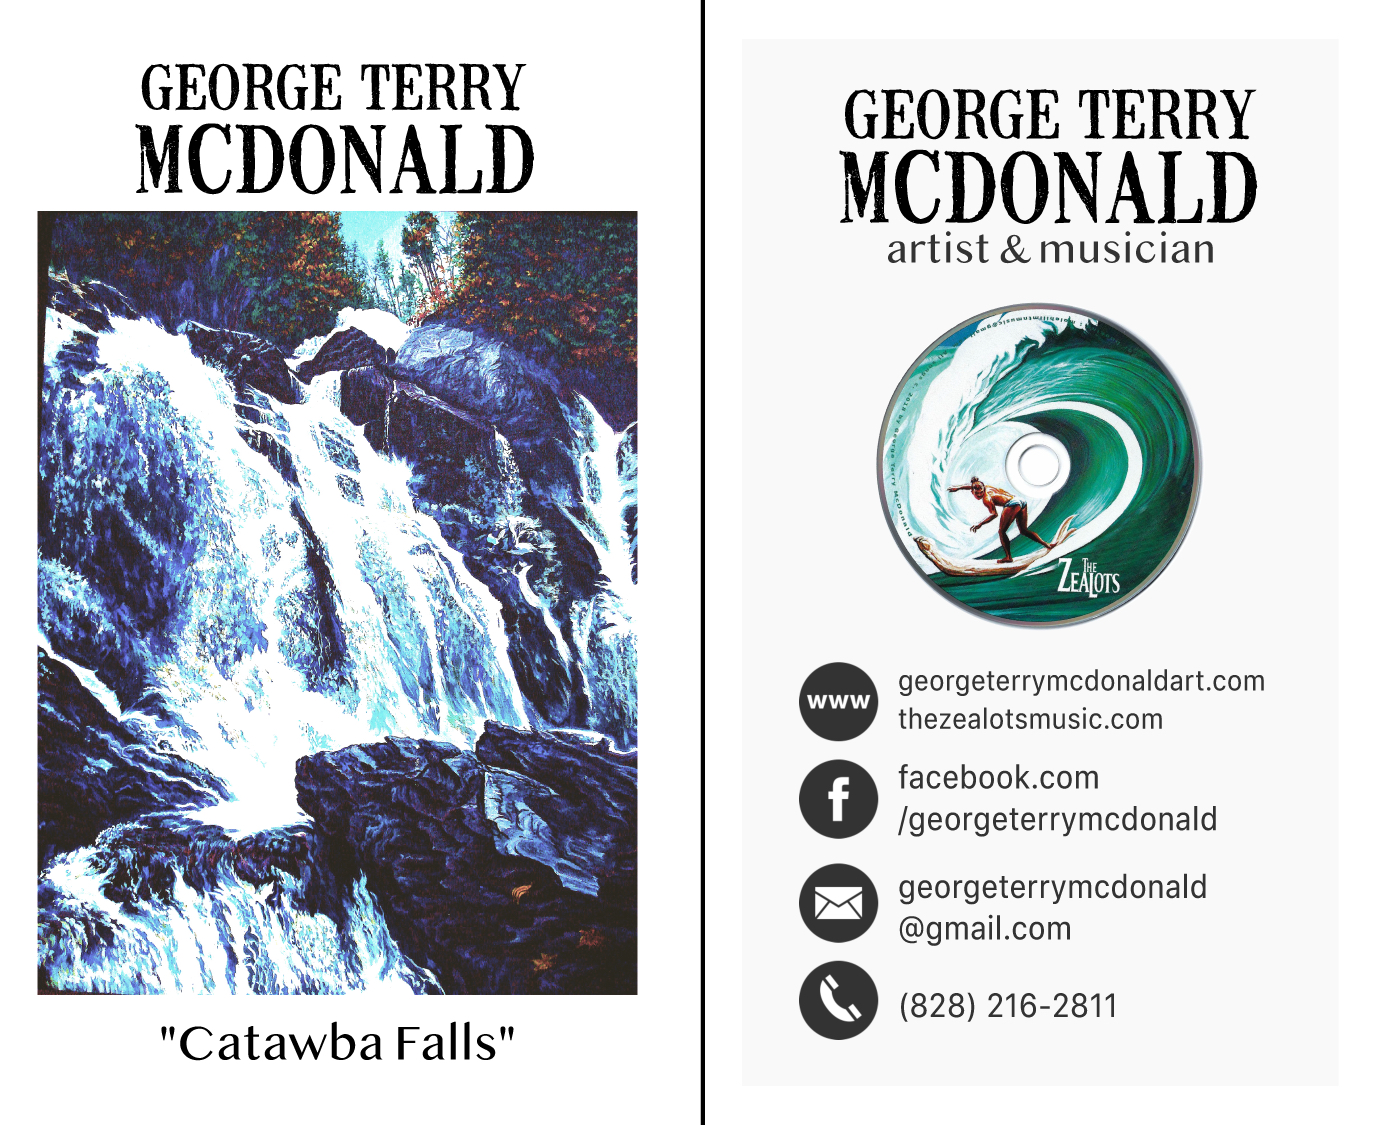 GEORGE TERRY
MCDONALD
"Catawba Falls"
GEORGE TERRY
MCDONALD
artist & musician
THE
ZEALOTS
www
georgeterrymcdonaldart.com
thezealotsmusic.com
f
facebook.com
/georgeterrymcdonald
georgeterrymcdonald
@gmail.com
(828) 216-2811